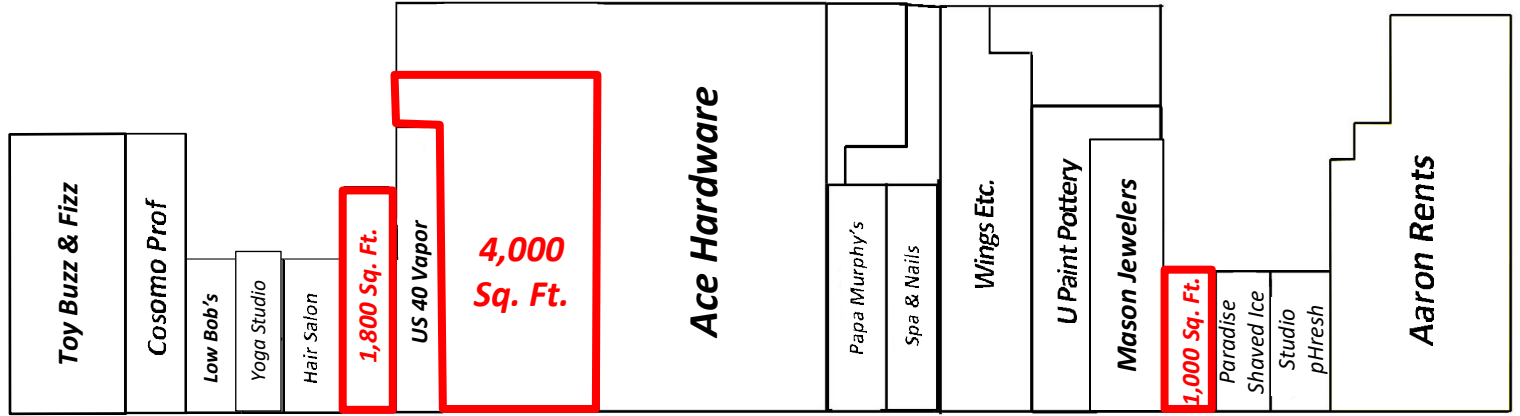 Toy Buzz & Fizz
Cosomo Prof
Low Bob's
Yoga Studio
Hair Salon
1,800 Sq. Ft.
US 40 Vapor
4,000
Sq. Ft.
Ace Hardware
Papa Murphy's
Spa & Nails
Wings Etc.
U Paint Pottery
Mason Jewelers
1,000 Sq. Ft.
Paradise
Shaved Ice
Studio
pHresh
Aaron Rents